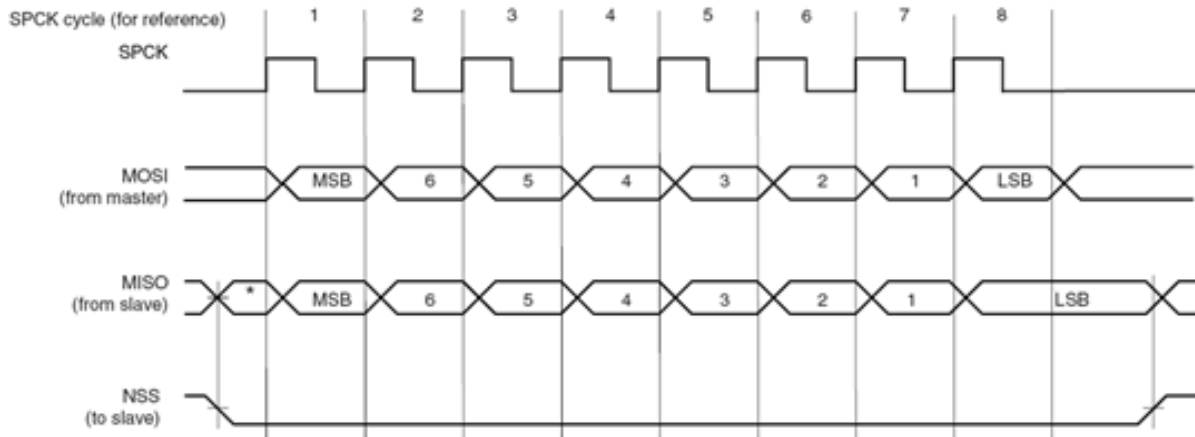 SPCK cycle (for reference) 1 2 3 4 5 6 7 8
SPCK
MOSI MSB 6 5 4 3 2 1 LSB
(from master)
MISO * MSB 6 5 4 3 2 1 LSB
(from slave)
NSS
(to slave)